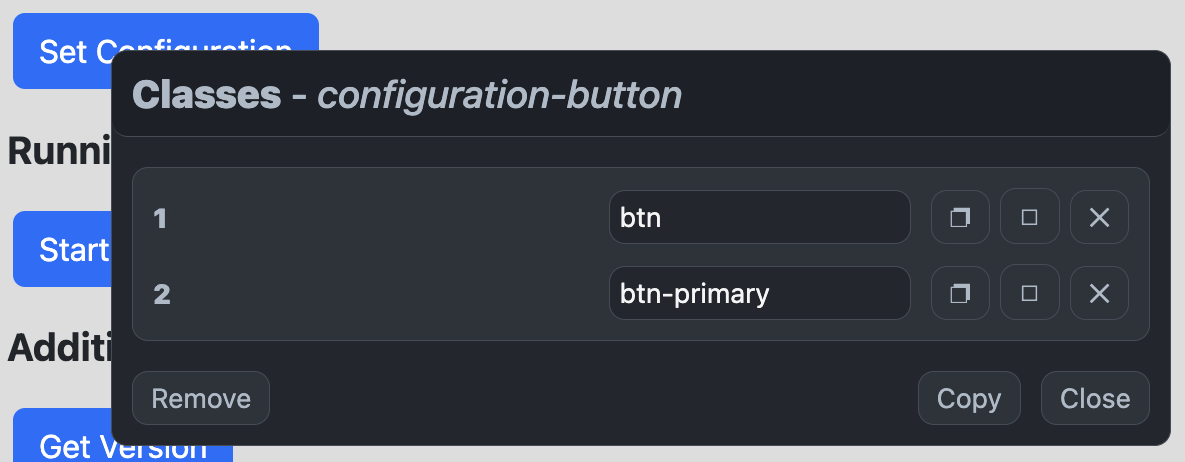 Set Configuration
Classes - configuration-button
Runni
1 btn
Start
2 btn-primary
Additi
Remove Copy Close
Get Version